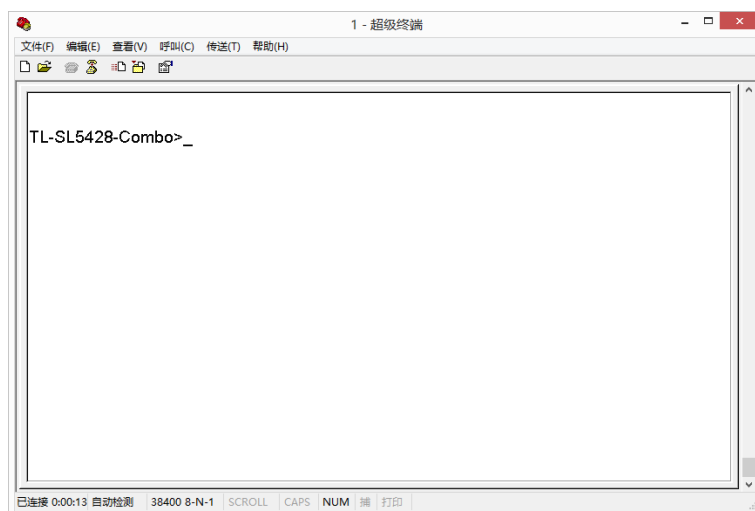 1 - 超级终端
文件(F) 编辑(E) 查看(V) 呼叫(C) 传送(T) 帮助(H)
TL-SL5428-Combo>_
已连接 0:00:13 自动检测 38400 8-N-1 SCROLL CAPS NUM 捕 打印